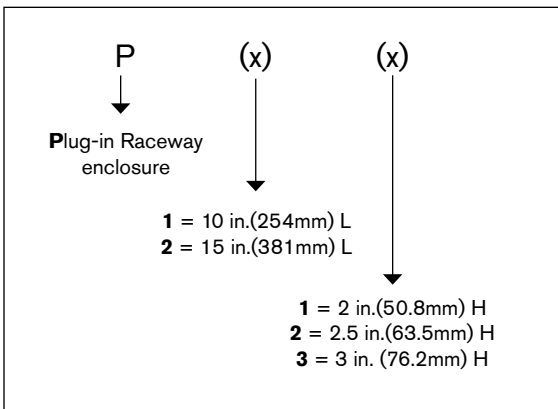 P (x) (x)
Plug-in Raceway
enclosure
1 = 10 in.(254mm) L
2 = 15 in.(381mm) L
1 = 2 in.(50.8mm) H
2 = 2.5 in.(63.5mm) H
3 = 3 in. (76.2mm) H